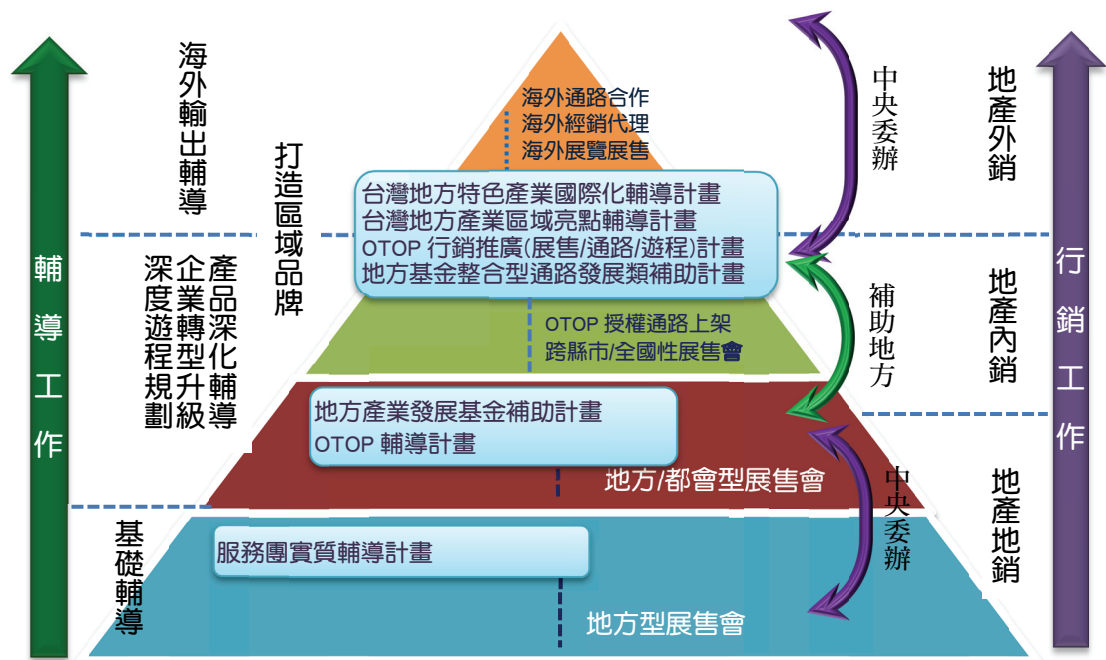 輔導工作
海外輸出輔導
打造區域品牌
產品深化輔導
企業轉型升級
深度遊程規劃
基礎輔導
海外通路合作
海外經銷代理
海外展覽展售
台灣地方特色產業國際化輔導計畫
台灣地方產業區域亮點輔導計畫
OTOP 行銷推廣(展售/通路/遊程)計畫
地方基金整合型通路發展類補助計畫
OTOP 授權通路上架
跨縣市/全國性展售會
地方產業發展基金補助計畫
OTOP 輔導計畫
地方/都會型展售會
服務團實質輔導計畫
地方型展售會
中央委辦
補助地方
中央委辦
地產外銷
地產內銷
地產地銷
行銷工作